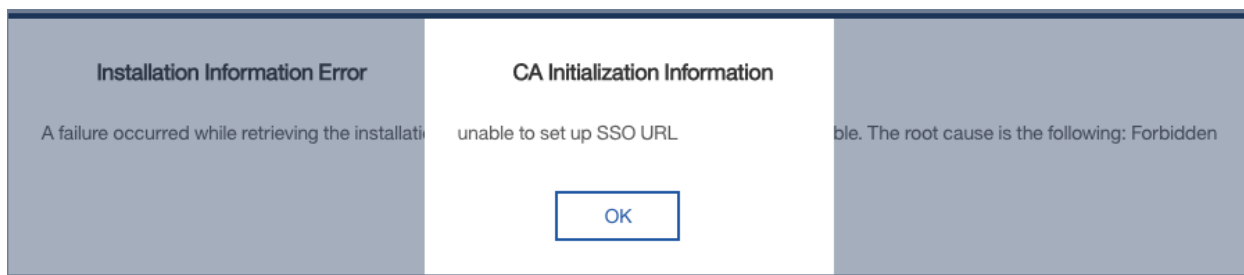 Installation Information Error
A failure occurred while retrieving the
ble. The root cause is the following: Forbidden
CA Initialization Information
unable to set up SSO URL
OK